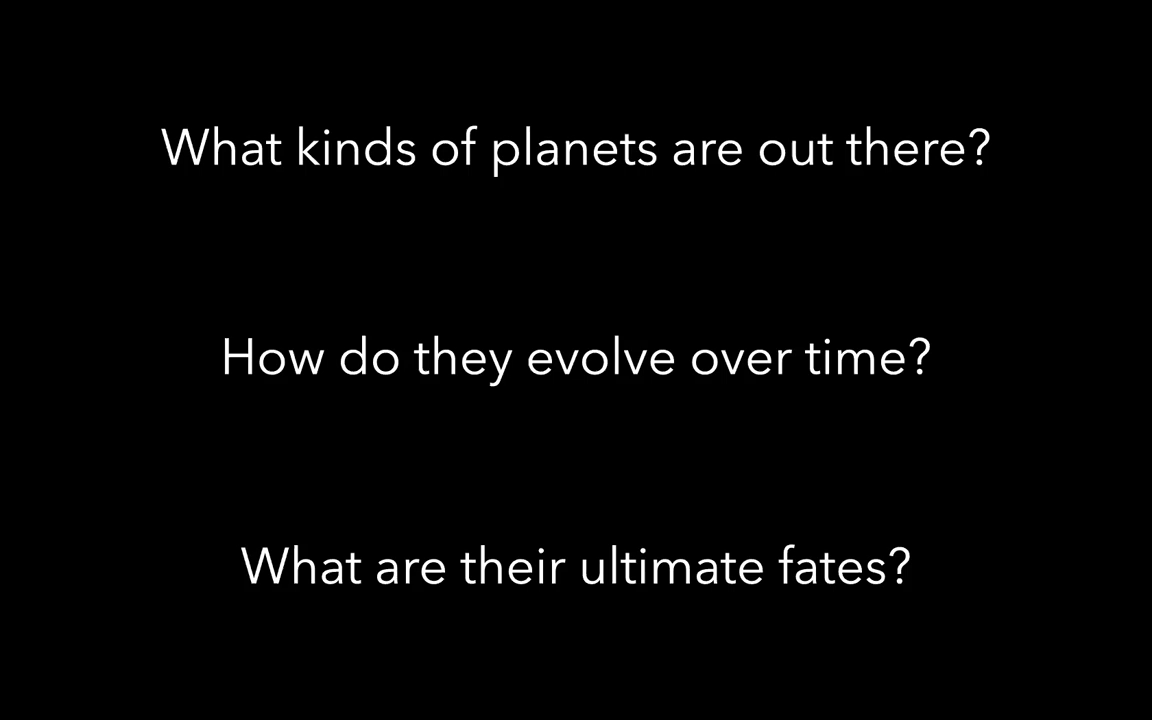 What kinds of planets are out there?
How do they evolve over time?
What are their ultimate fates?